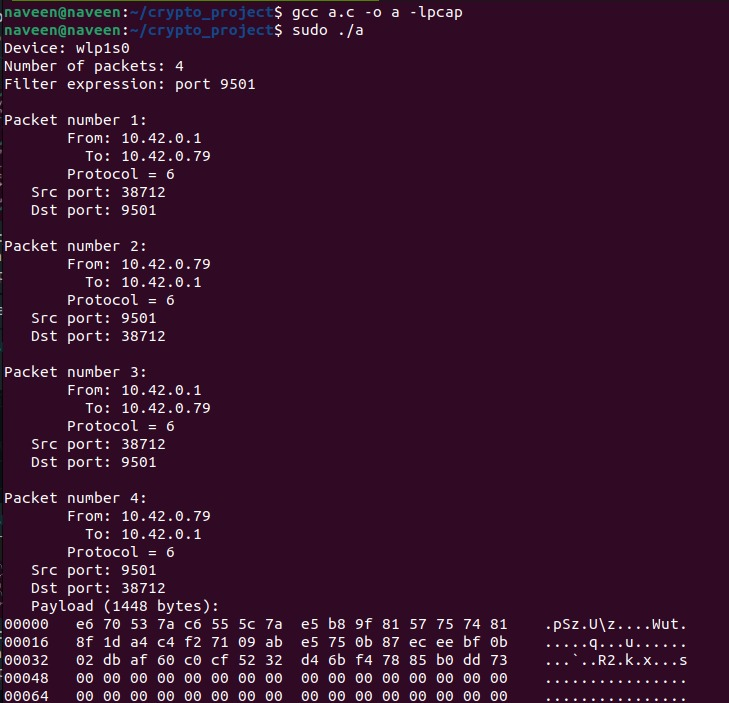 naveen@naveen:~/crypto_project$ gcc a.c -o a -lpcap
naveen@naveen:~/crypto_project$ sudo ./a
Device: wlp1s0
Number of packets: 4
Filter expression: port 9501
Packet number 1:
From: 10.42.0.1
To: 10.42.0.79
Protocol = 6
Src port: 38712
Dst port: 9501
Packet number 2:
From: 10.42.0.79
To: 10.42.0.1
Protocol = 6
Src port: 9501
Dst port: 38712
Packet number 3:
From: 10.42.0.1
To: 10.42.0.79
Protocol = 6
Src port: 38712
Dst port: 9501
Packet number 4:
From: 10.42.0.79
To: 10.42.0.1
Protocol = 6
Src port: 9501
Dst port: 38712
Payload (1448 bytes):
00000 e6 70 53 7a c6 55 5c 7a e5 b8 9f 81 57 75 74 81 .pSz.U\z....Wut.
00016 8f 1d a4 c4 f2 71 09 ab e5 75 0b 87 ec ee bf 0b .....q...u......
00032 02 db af 60 c0 cf 52 32 d4 6b f4 78 85 b0 dd 73 ...`..R2.k.x...s
00048 00 00 00 00 00 00 00 00 00 00 00 00 00 00 00 00 ................
00064 00 00 00 00 00 00 00 00 00 00 00 00 00 00 00 00 ................